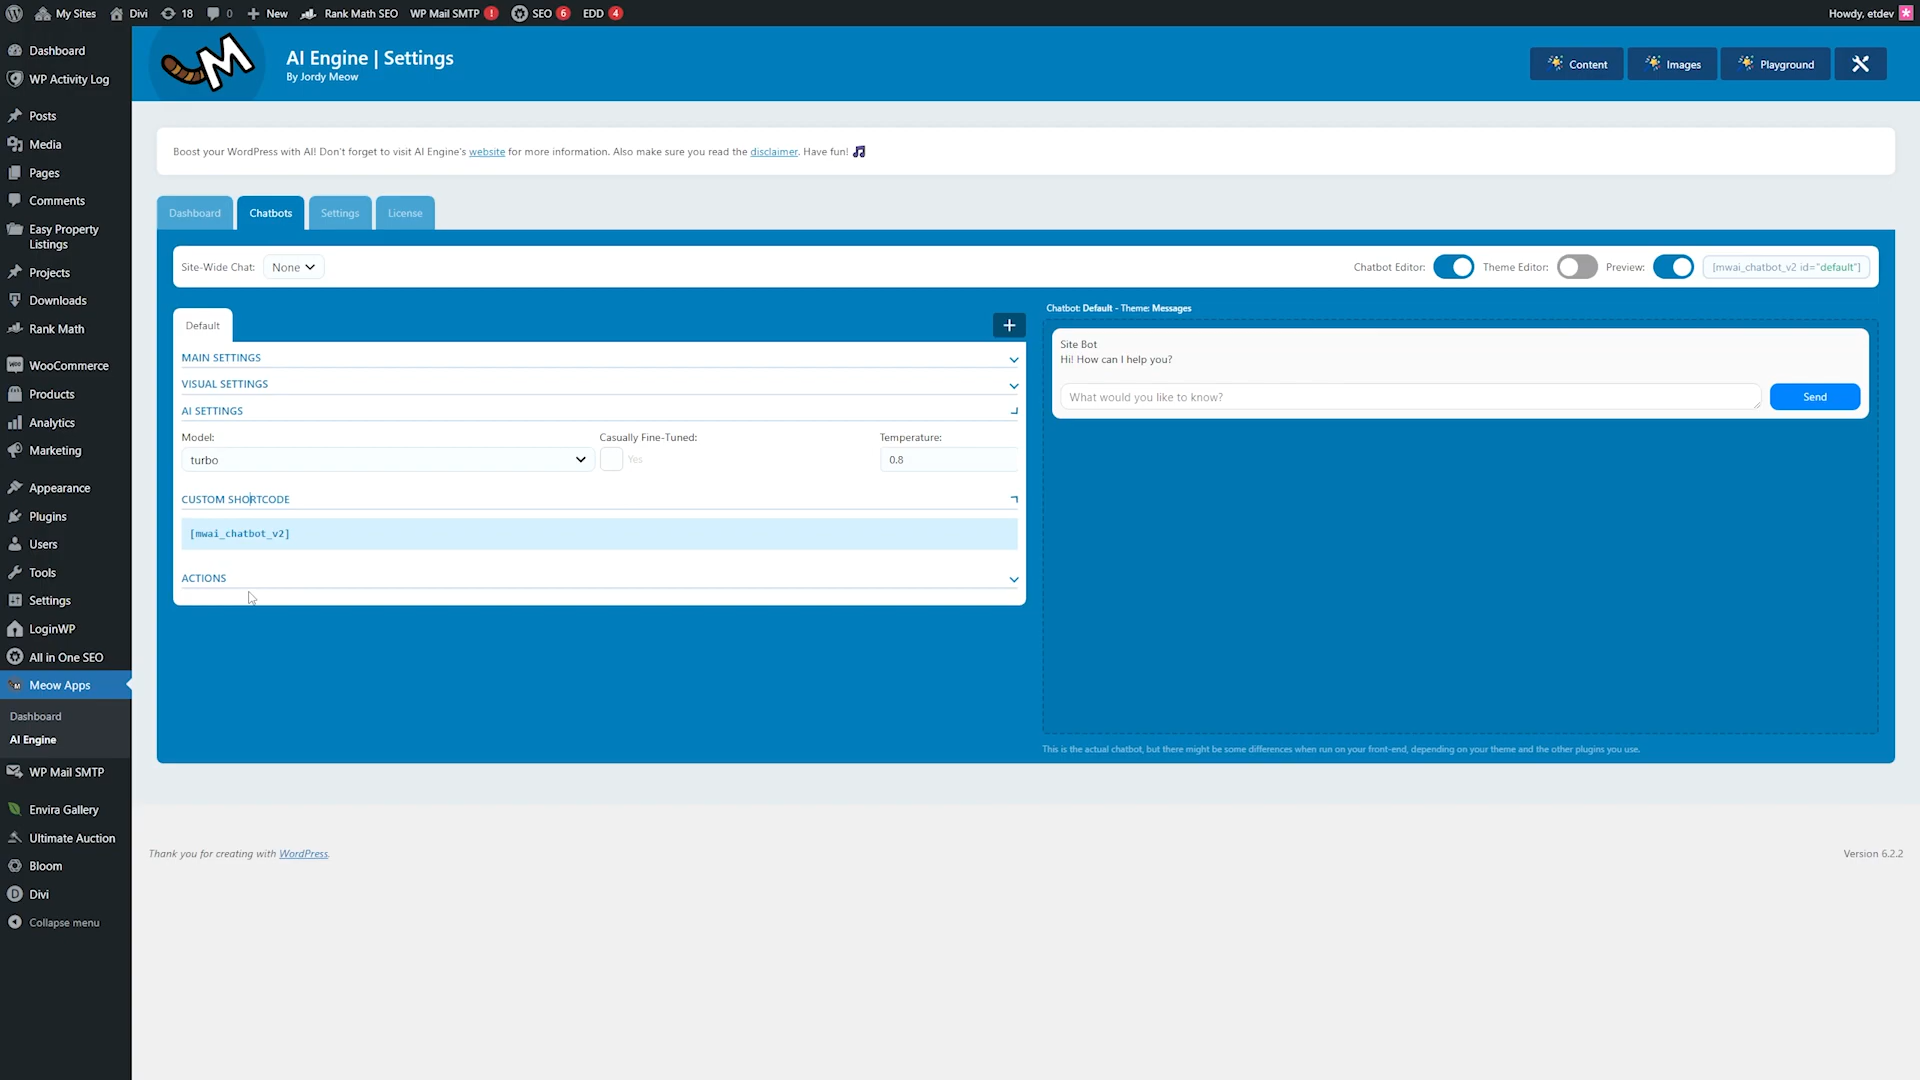 My Sites
Divi
18
0
New
Rank Math SEO
WP Mail SMTP !
SEO 6
EDD 4
Howdy, etdev
Dashboard
WP Activity Log
Posts
Media
Pages
Comments
Easy Property
Listings
Projects
Downloads
Rank Math
WooCommerce
Products
Analytics
Marketing
Appearance
Plugins
Users
Tools
Settings
LoginWP
All in One SEO
Meow Apps
Dashboard
AI Engine
WP Mail SMTP
Envira Gallery
Ultimate Auction
Bloom
Divi
Collapse menu
M
AI Engine | Settings
By Jordy Meow
Content
Images
Playground
Boost your WordPress with AI! Don't forget to visit AI Engine's website for more information. Also make sure you read the disclaimer. Have fun! 🎵
Dashboard
Chatbots
Settings
License
Site-Wide Chat: None
Chatbot Editor:
Theme Editor:
Preview:
[mwai_chatbot_v2 id="default"]
Default
+
MAIN SETTINGS
VISUAL SETTINGS
AI SETTINGS
Model:
Casually Fine-Tuned:
Temperature:
turbo
Yes
0.8
CUSTOM SHORTCODE
[mwai_chatbot_v2]
ACTIONS
Chatbot: Default - Theme: Messages
Site Bot
Hi! How can I help you?
What would you like to know?
Send
This is the actual chatbot, but there might be some differences when run on your front-end, depending on your theme and the other plugins you use.
Thank you for creating with WordPress.
Version 6.2.2